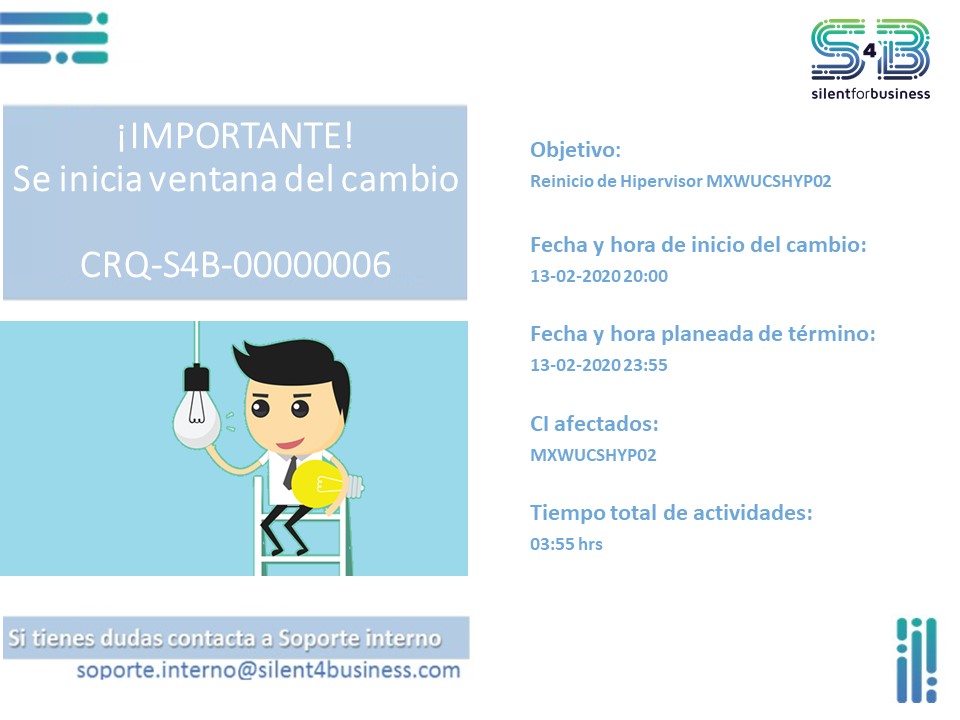 S4B
silentforbusiness
¡IMPORTANTE!
Se inicia ventana del cambio
CRQ-S4B-00000006
Objetivo:
Reinicio de Hipervisor MXWUCSHYP02
Fecha y hora de inicio del cambio:
13-02-2020 20:00
Fecha y hora planeada de término:
13-02-2020 23:55
CI afectados:
MXWUCSHYP02
Tiempo total de actividades:
03:55 hrs
Si tienes dudas contacta a Soporte interno
soporte.interno@silent4business.com